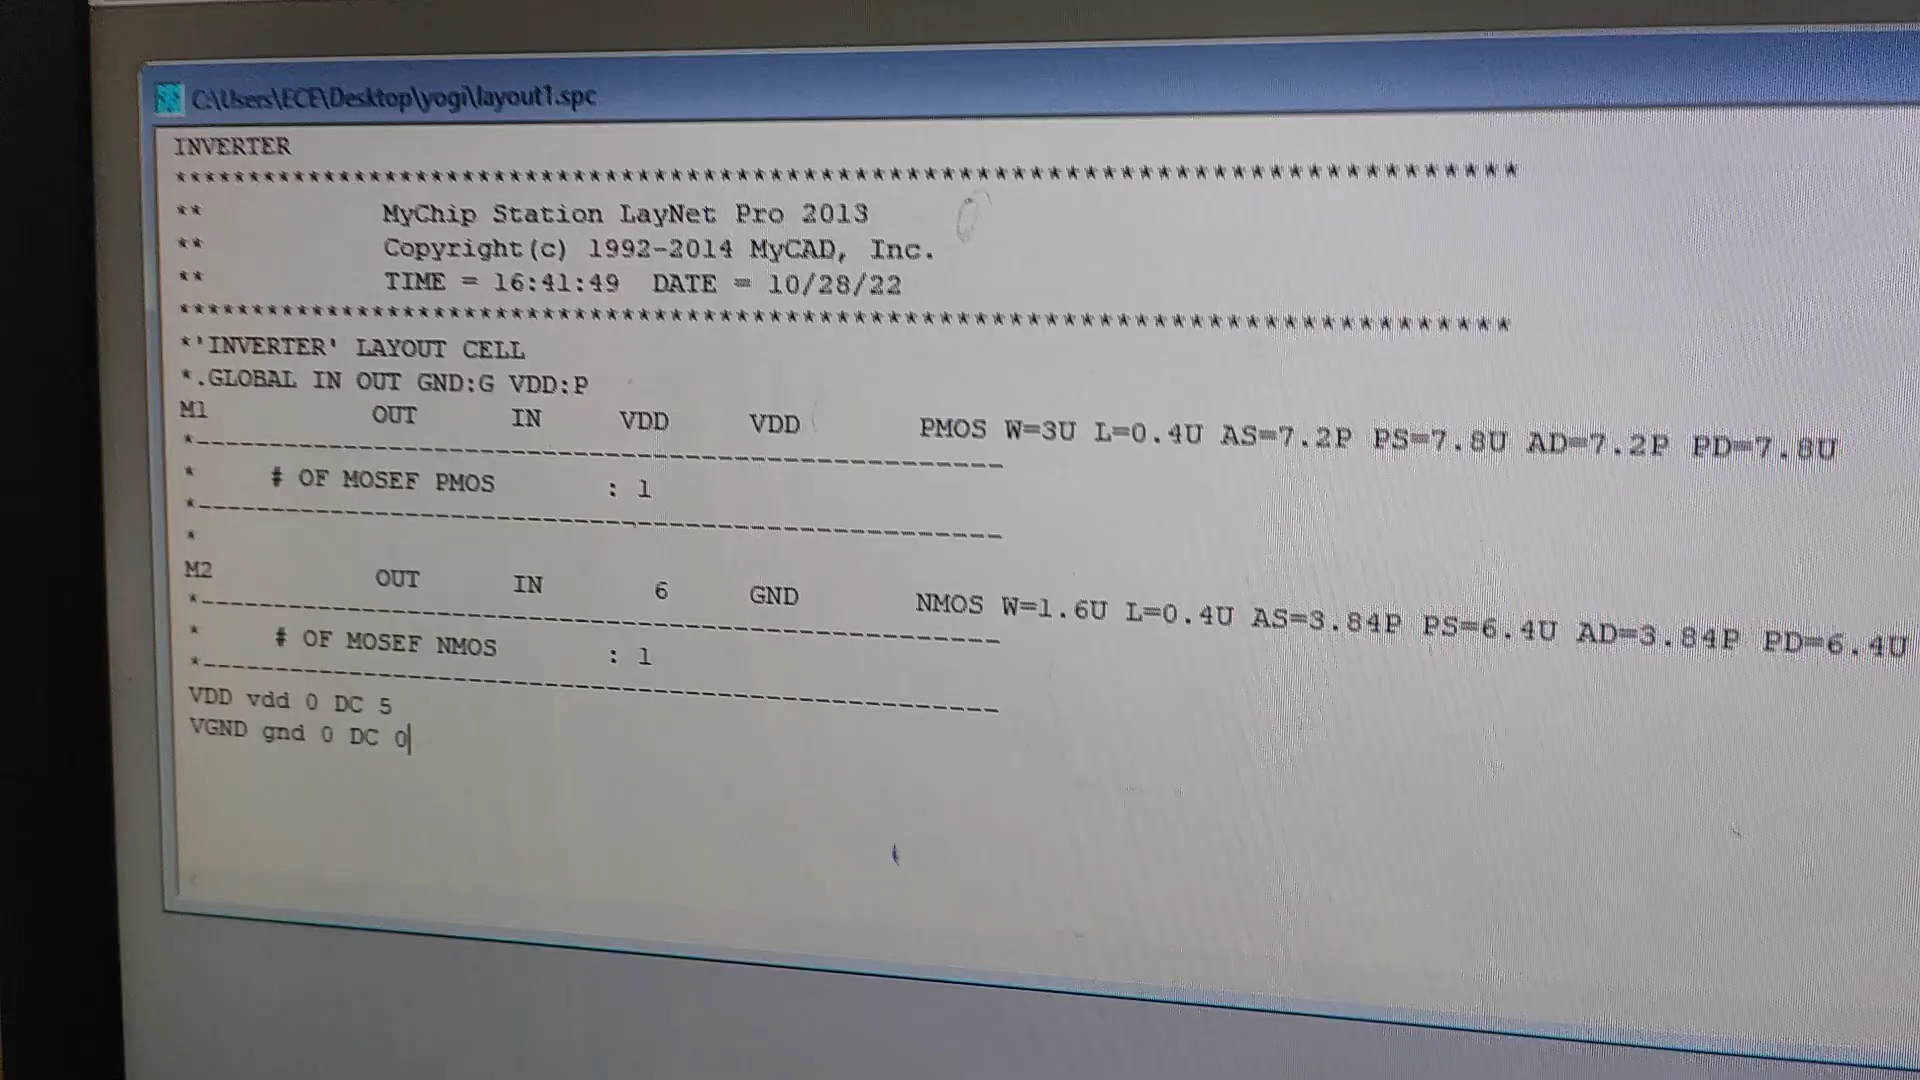 C:\Users\ECE\Desktop\yogi\layout1.spc
INVERTER
********************************************************************************
** MyChip Station LayNet Pro 2013
** Copyright(c) 1992-2014 MyCAD, Inc.
** TIME = 16:41:49 DATE = 10/28/22
********************************************************************************
*'INVERTER' LAYOUT CELL
*.GLOBAL IN OUT GND:G VDD:P
M1 OUT IN VDD VDD PMOS W=3U L=0.4U AS=7.2P PS=7.8U AD=7.2P PD=7.8U
*-------------------------------------------------------
* # OF MOSEF PMOS : 1
*-------------------------------------------------------
*
M2 OUT IN 6 GND NMOS W=1.6U L=0.4U AS=3.84P PS=6.4U AD=3.84P PD=6.4U
*-------------------------------------------------------
* # OF MOSEF NMOS : 1
*-------------------------------------------------------
VDD vdd 0 DC 5
VGND gnd 0 DC 0